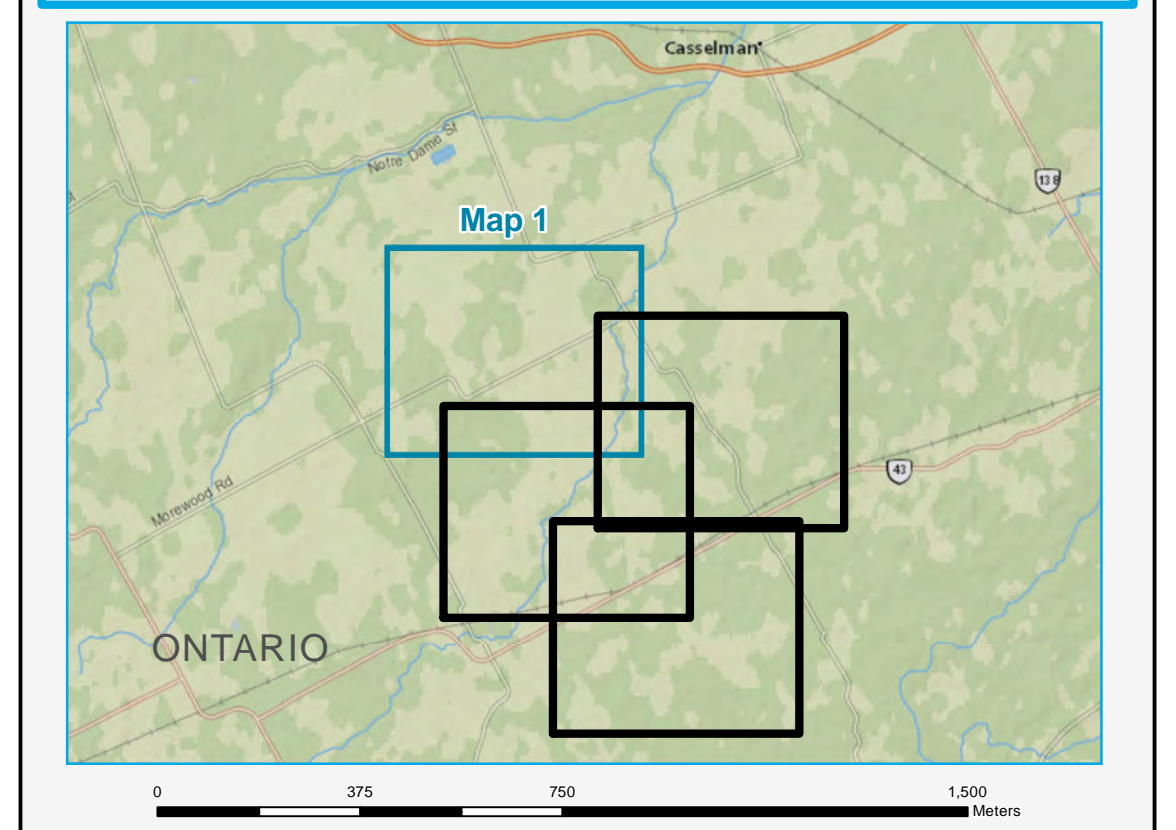 Casselman
Notre Dame St
138
Map 1
43
Morewood Rd
ONTARIO
0 375 750 1,500
Meters